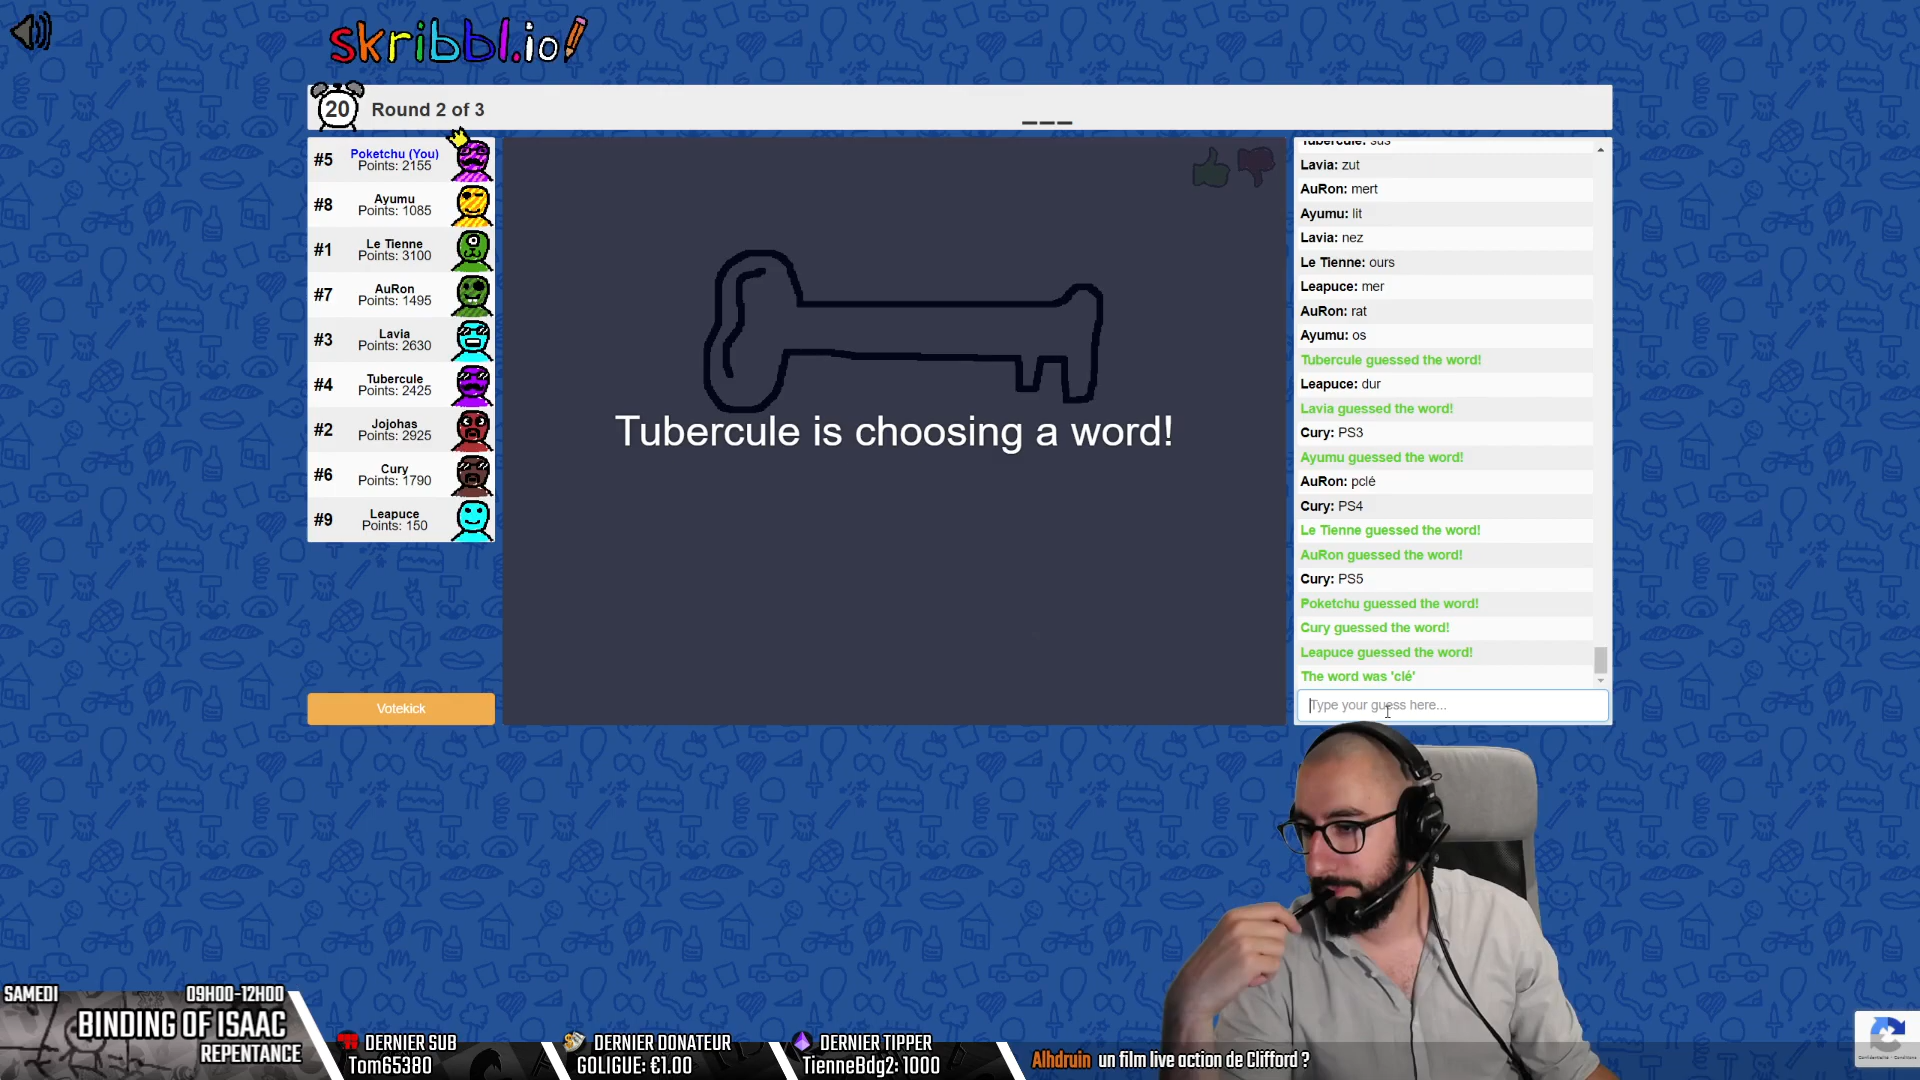 skribbl.io
20
Round 2 of 3
___
#5
Poketchu (You)
Points: 2155
#8
Ayumu
Points: 1085
#1
Le Tienne
Points: 3100
#7
AuRon
Points: 1495
#3
Lavia
Points: 2630
#4
Tubercule
Points: 2425
#2
Jojohas
Points: 2925
#6
Cury
Points: 1790
#9
Leapuce
Points: 150
Votekick
Tubercule is choosing a word!
Tubercule: sus
Lavia: zut
AuRon: mert
Ayumu: lit
Lavia: nez
Le Tienne: ours
Leapuce: mer
AuRon: rat
Ayumu: os
Tubercule guessed the word!
Leapuce: dur
Lavia guessed the word!
Cury: PS3
Ayumu guessed the word!
AuRon: pclé
Cury: PS4
Le Tienne guessed the word!
AuRon guessed the word!
Cury: PS5
Poketchu guessed the word!
Cury guessed the word!
Leapuce guessed the word!
The word was 'clé'
Type your guess here...
SAMEDI
09H00-12H00
BINDING OF ISAAC
REPENTANCE
DERNIER SUB
Tom65380
DERNIER DONATEUR
GOLIGUE: €1.00
DERNIER TIPPER
TienneBdg2: 1000
Alhdruin un film live action de Clifford ?